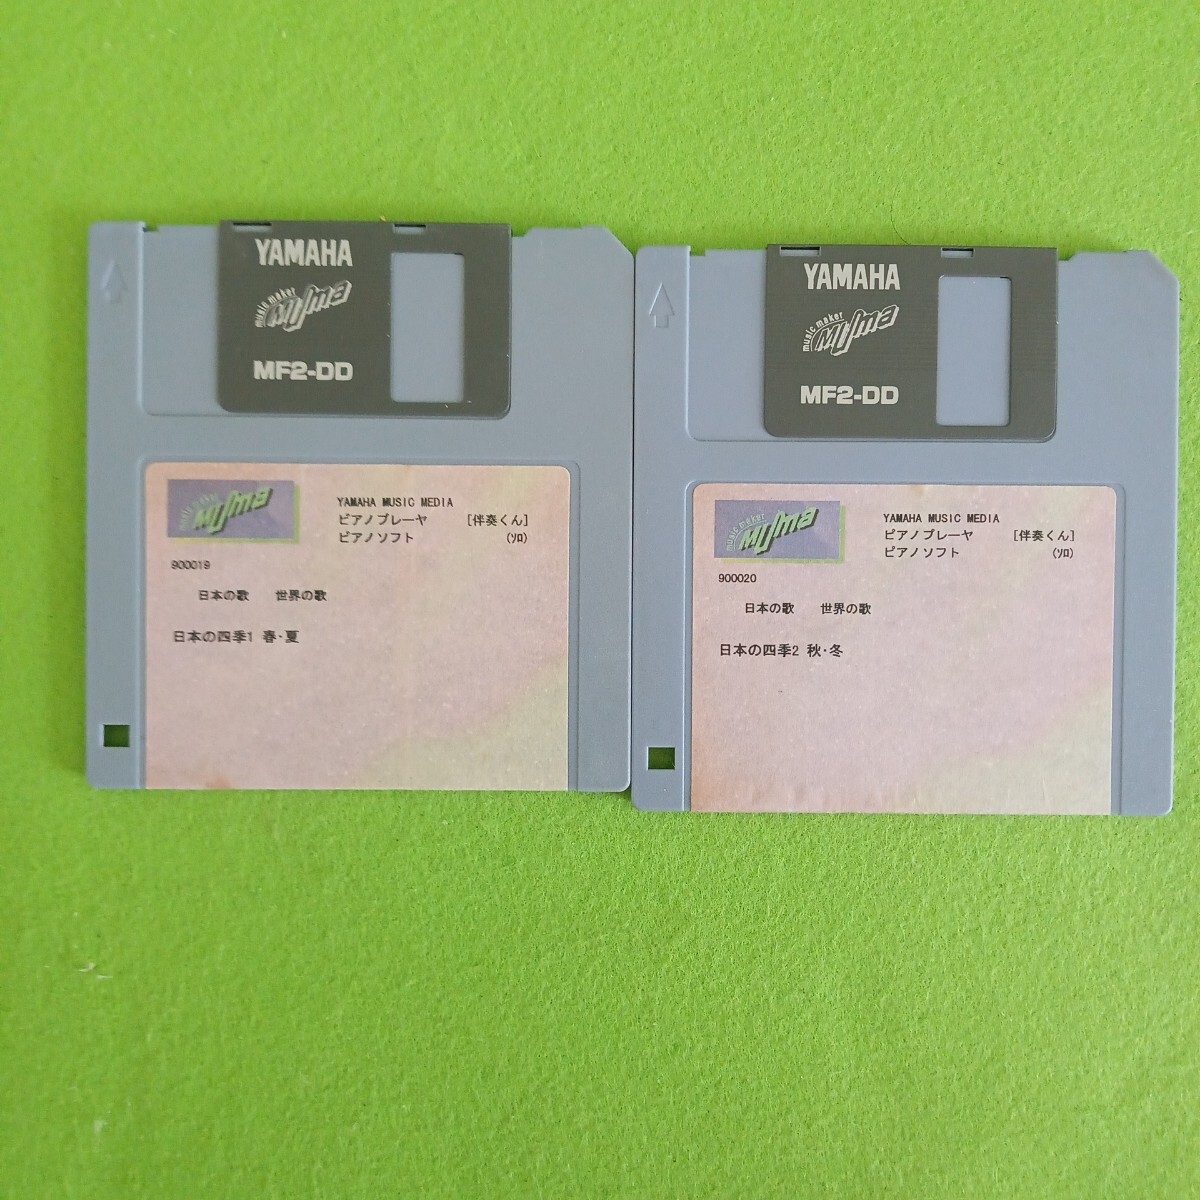 YAMAHA
music maker
MUma
MF2-DD
MUma
YAMAHA MUSIC MEDIA
ピアノプレーヤ [伴奏くん]
ピアノソフト (ｿﾛ)
900019
日本の歌 世界の歌
日本の四季1 春･夏
YAMAHA
music maker
MUma
MF2-DD
music maker
MUma
YAMAHA MUSIC MEDIA
ピアノプレーヤ [伴奏くん]
ピアノソフト (ｿﾛ)
900020
日本の歌 世界の歌
日本の四季2 秋･冬